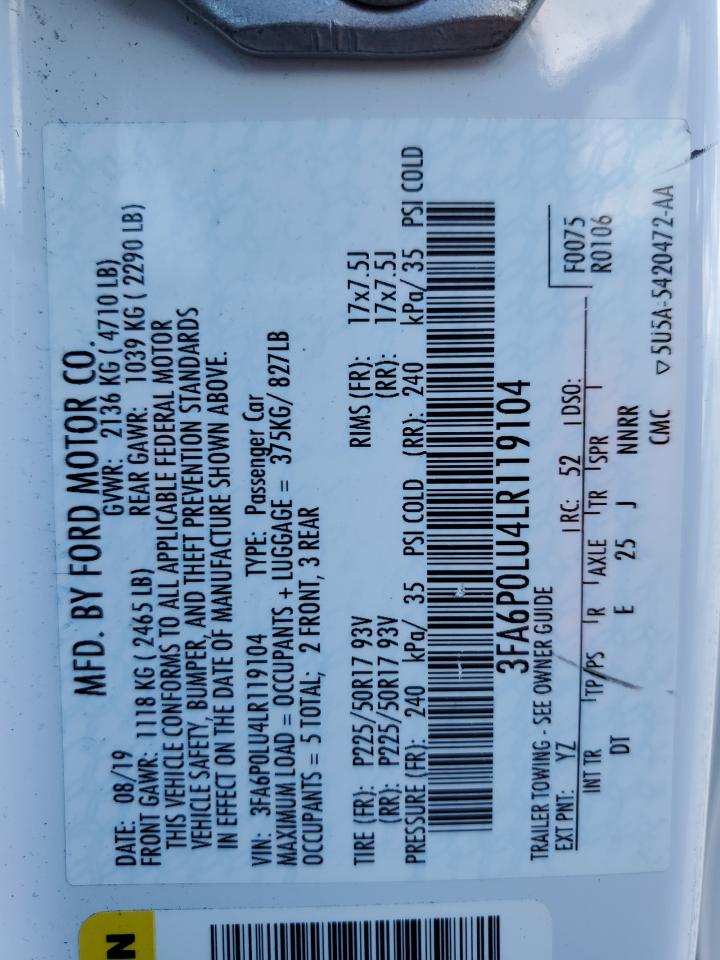 MFD. BY FORD MOTOR CO.
DATE: 08/19 GVWR: 2136 KG ( 4710 LB)
FRONT GAWR: 1118 KG ( 2465 LB) REAR GAWR: 1039 KG ( 2290 LB)
THIS VEHICLE CONFORMS TO ALL APPLICABLE FEDERAL MOTOR
VEHICLE SAFETY, BUMPER, AND THEFT PREVENTION STANDARDS
IN EFFECT ON THE DATE OF MANUFACTURE SHOWN ABOVE.
VIN: 3FA6P0LU4LR119104 TYPE: Passenger Car
MAXIMUM LOAD = OCCUPANTS + LUGGAGE = 375KG/ 827LB
OCCUPANTS = 5 TOTAL; 2 FRONT, 3 REAR
TIRE (FR): P225/50R17 93V RIMS (FR): 17x7.5J
(RR): P225/50R17 93V (RR): 17x7.5J
PRESSURE (FR): 240 kPa/ 35 PSI COLD (RR): 240 kPa/ 35 PSI COLD
3FA6P0LU4LR119104
TRAILER TOWING - SEE OWNER GUIDE F0075
EXT PNT: YZ RC: 52 DSO: R0106
INT TR TP/PS R AXLE TR SPR
DT E 25 J NNRR
CMC ▽5U5A-5420472-AA
N